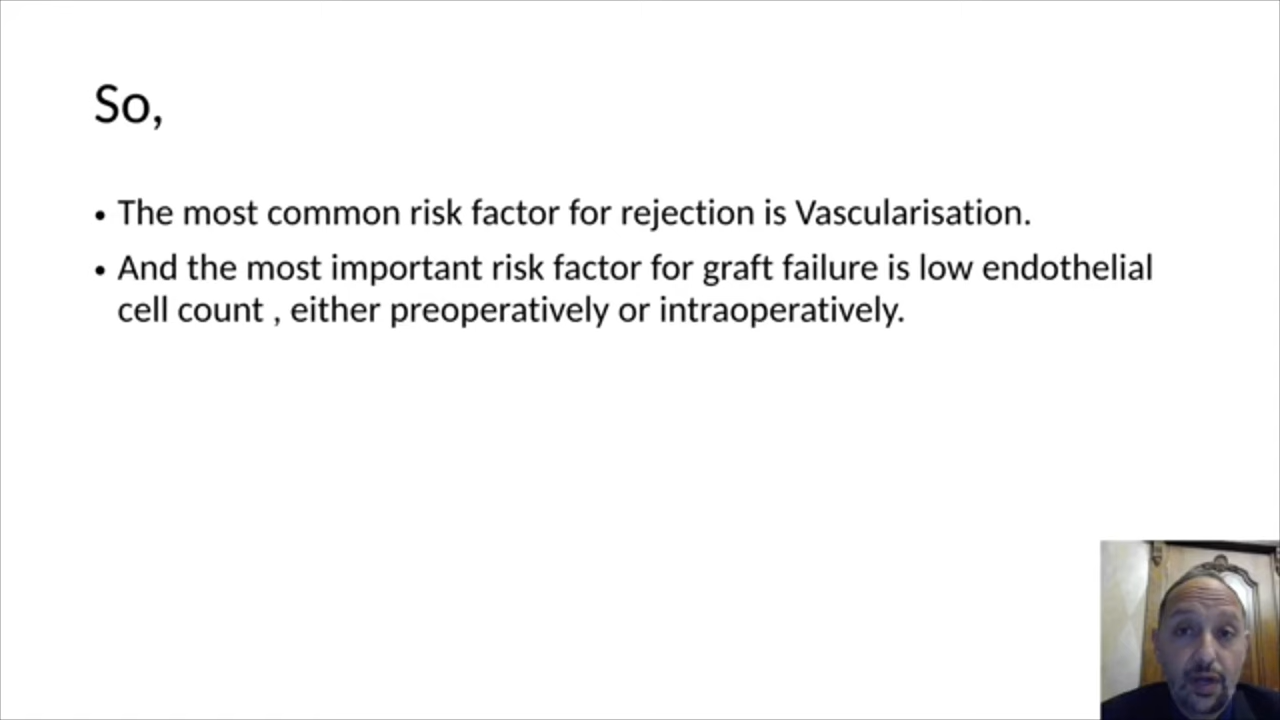 So,
• The most common risk factor for rejection is Vascularisation.
• And the most important risk factor for graft failure is low endothelial
cell count , either preoperatively or intraoperatively.